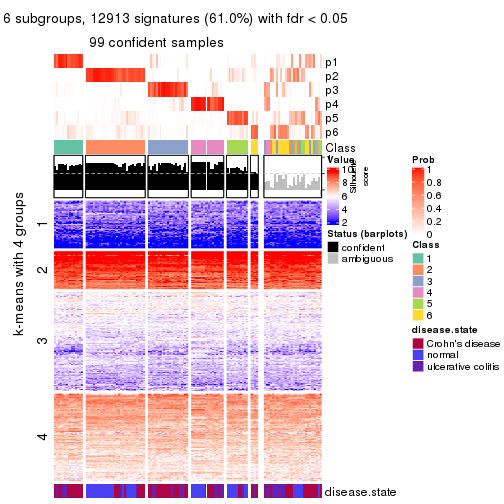 6 subgroups, 12913 signatures (61.0%) with fdr < 0.05
99 confident samples
p1
p2
p3
p4
p5
p6
Class
Silhouette score
k-means with 4 groups
1
2
3
4
disease.state
Value
10
8
6
4
2
Status (barplots)
confident
ambiguous
Prob
1
0.8
0.6
0.4
0.2
0
Class
1
2
3
4
5
6
disease.state
Crohn's disease
normal
ulcerative colitis